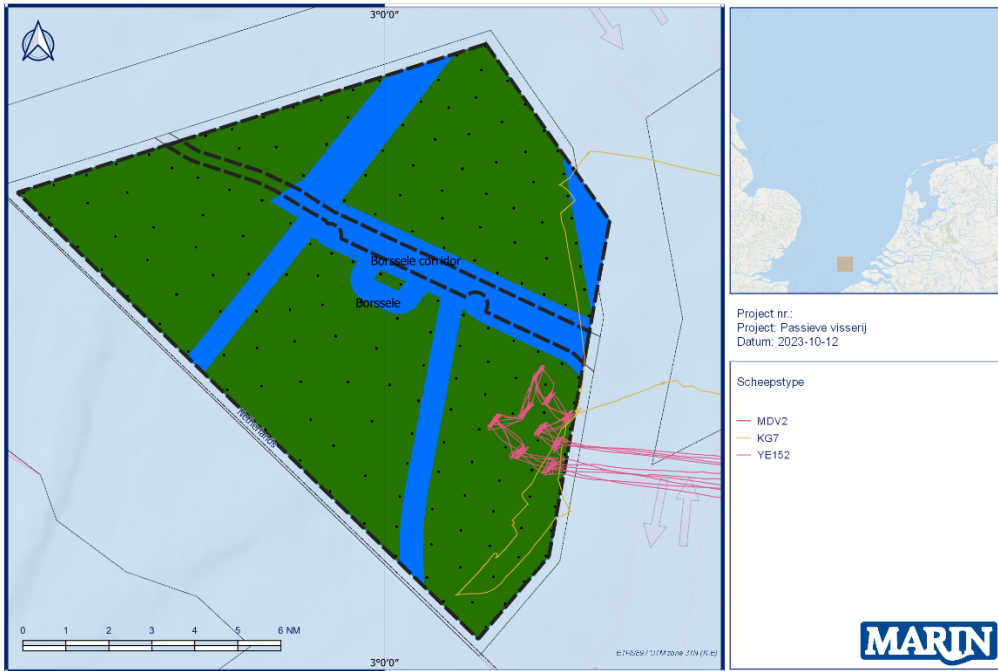 3°0'0"
Borssele corridor
Borssele
Netherlands
0 1 2 3 4 5 6 NM
3°0'0"
Project nr.:
Project: Passieve visserij
Datum: 2023-10-12
Scheepstype
MDV2
KG7
YE152
MARIN